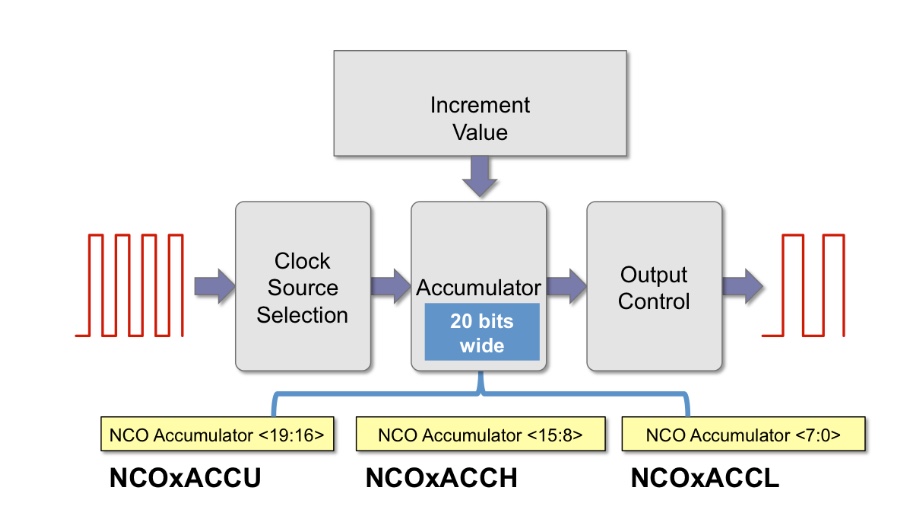 Increment
Value
Clock
Source
Selection
Accumulator
20 bits
wide
Output
Control
NCO Accumulator <19:16>
NCO Accumulator <15:8>
NCO Accumulator <7:0>
NCOxACCU
NCOxACCH
NCOxACCL